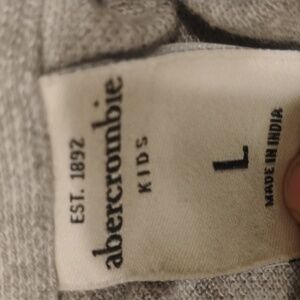 EST. 1892
abercrombie
KIDS
L
MADE IN INDIA